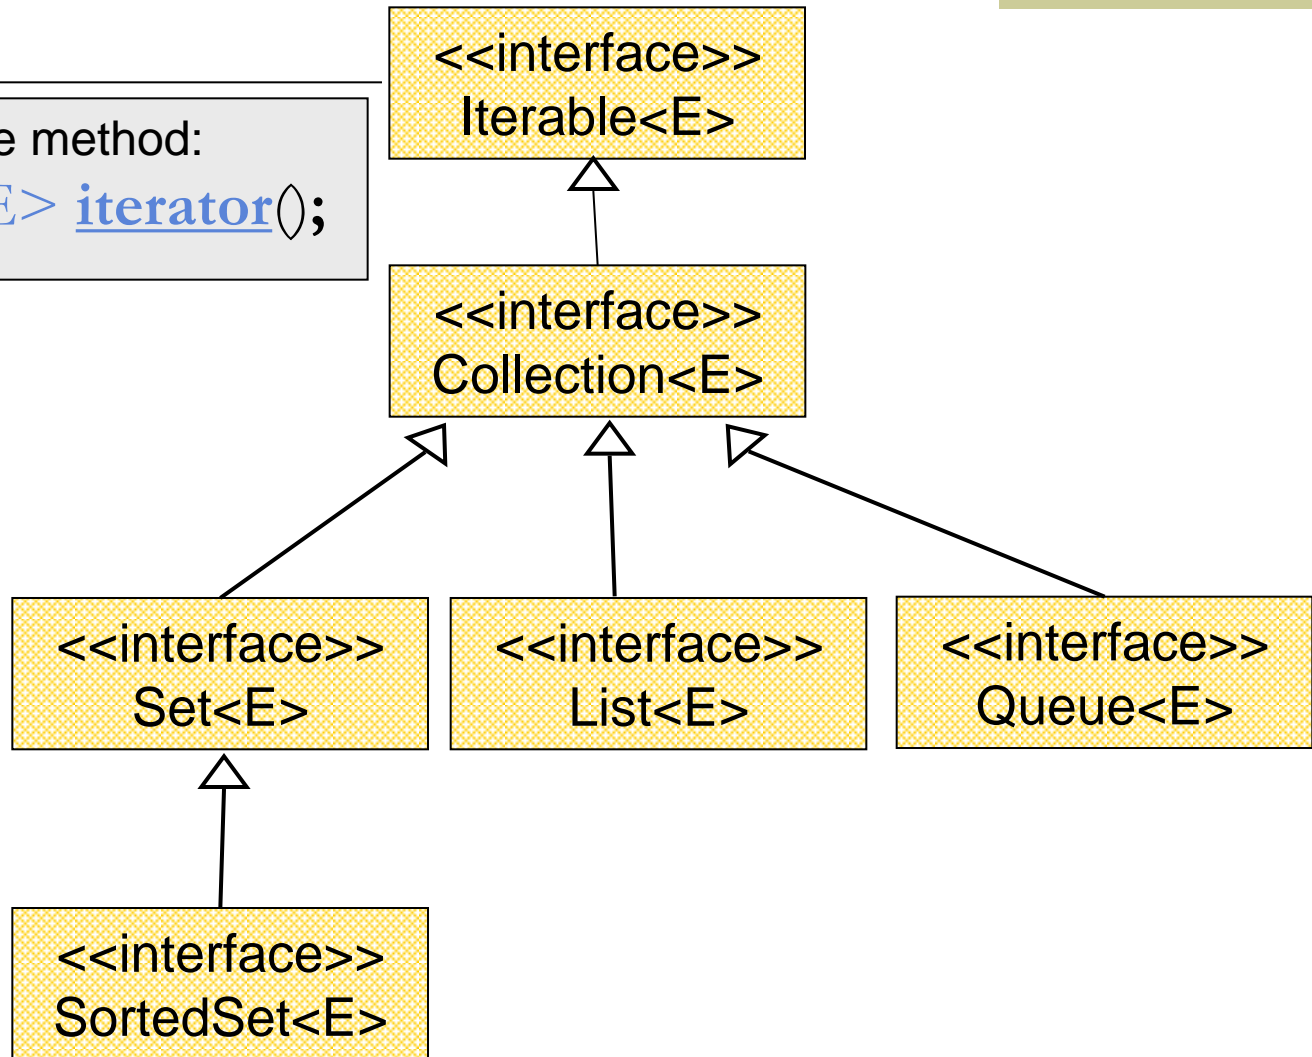 <<interface>>
Iterable<E>
e method:
E> iterator();
<<interface>>
Collection<E>
<<interface>>
Set<E>
<<interface>>
List<E>
<<interface>>
Queue<E>
<<interface>>
SortedSet<E>